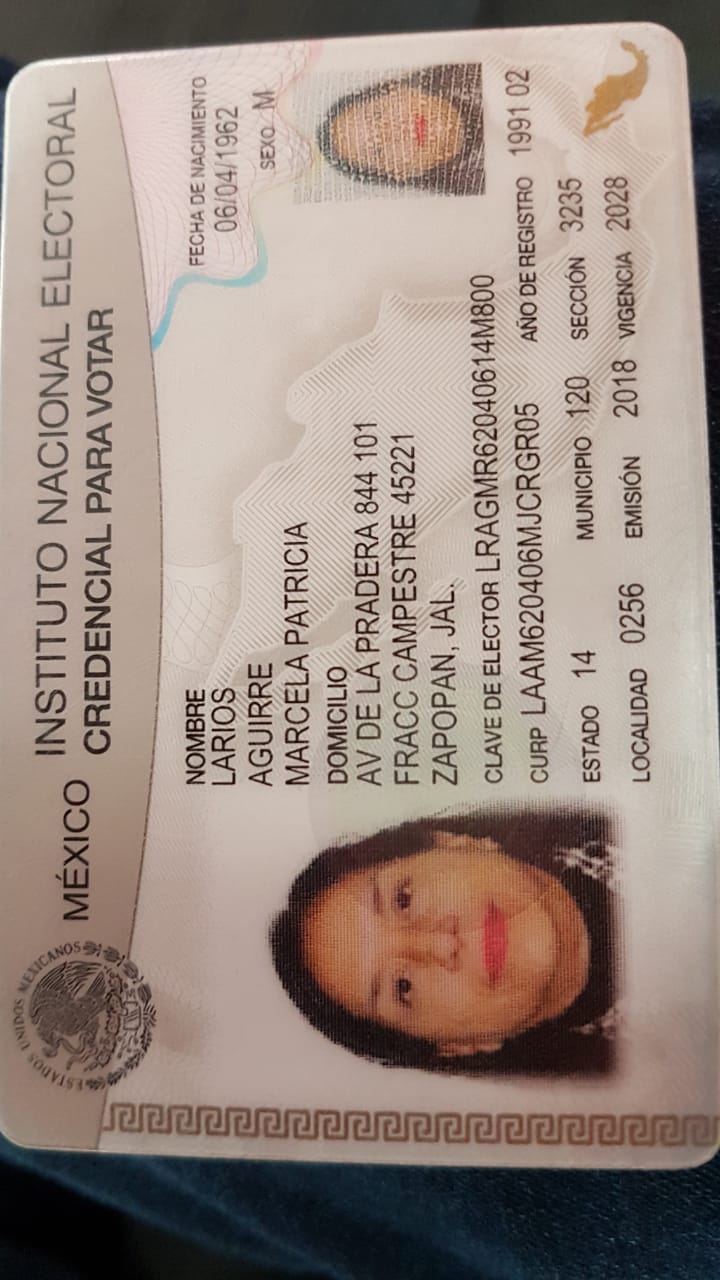 ESTADOS UNIDOS MEXICANOS
MÉXICO INSTITUTO NACIONAL ELECTORAL
CREDENCIAL PARA VOTAR
NOMBRE
LARIOS
AGUIRRE
MARCELA PATRICIA
FECHA DE NACIMIENTO
06/04/1962
SEXO M
DOMICILIO
AV DE LA PRADERA 844 101
FRACC CAMPESTRE 45221
ZAPOPAN, JAL.
CLAVE DE ELECTOR LRAGMR62040614M800
CURP LAAM620406MJCRGR05 AÑO DE REGISTRO 1991 02
ESTADO 14 MUNICIPIO 120 SECCIÓN 3235
LOCALIDAD 0256 EMISIÓN 2018 VIGENCIA 2028